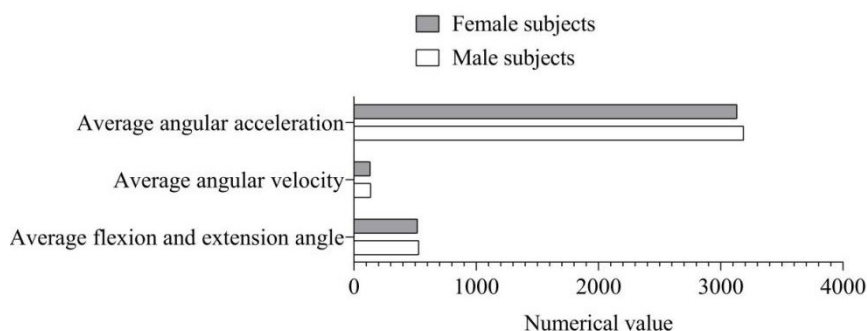 Female subjects
Male subjects
Average angular acceleration
Average angular velocity
Average flexion and extension angle
0 1000 2000 3000 4000
Numerical value